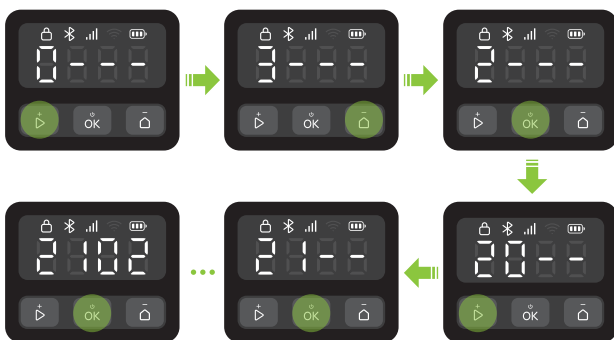 0---
+ OK −
3---
+ OK −
2---
+ OK −
20--
+ OK −
21--
+ OK −
2102
+ OK −